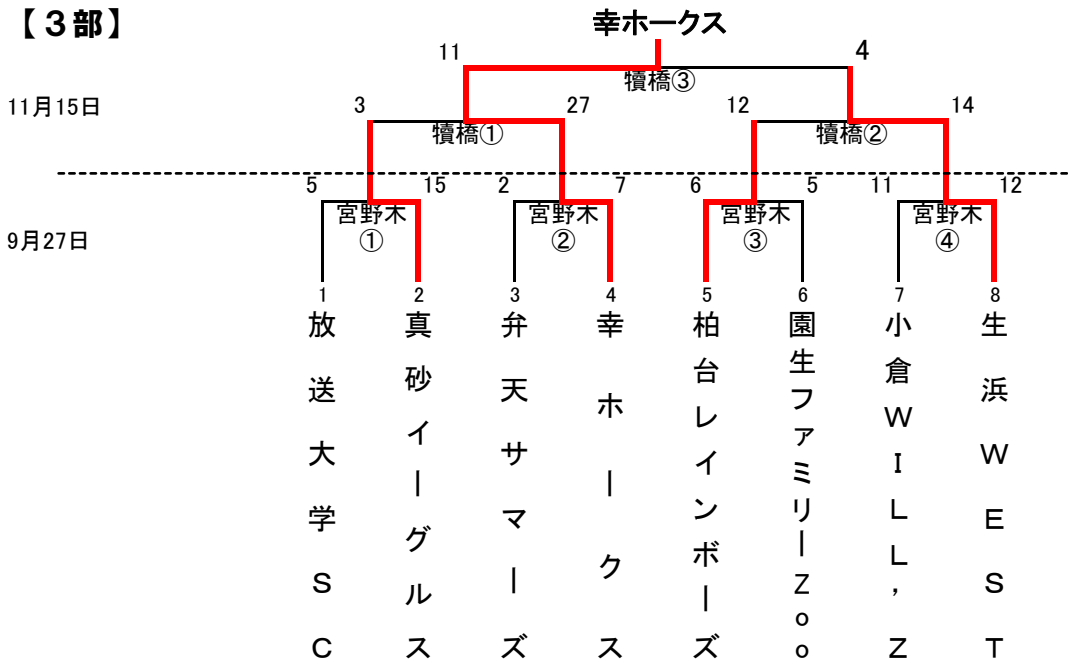 【３部】
幸ホークス
11 4
犢橋③
11月15日
3 27 12 14
犢橋① 犢橋②
5 15 2 7 6 5 11 12
宮野木① 宮野木② 宮野木③ 宮野木④
9月27日
1 2 3 4 5 6 7 8
放送大学ＳＣ
真砂イーグルス
弁天サマーズ
幸ホークス
柏台レインボーズ
園生ファミリーＺｏｏ
小倉ＷＩＬＬ’Ｚ
生浜ＷＥＳＴ